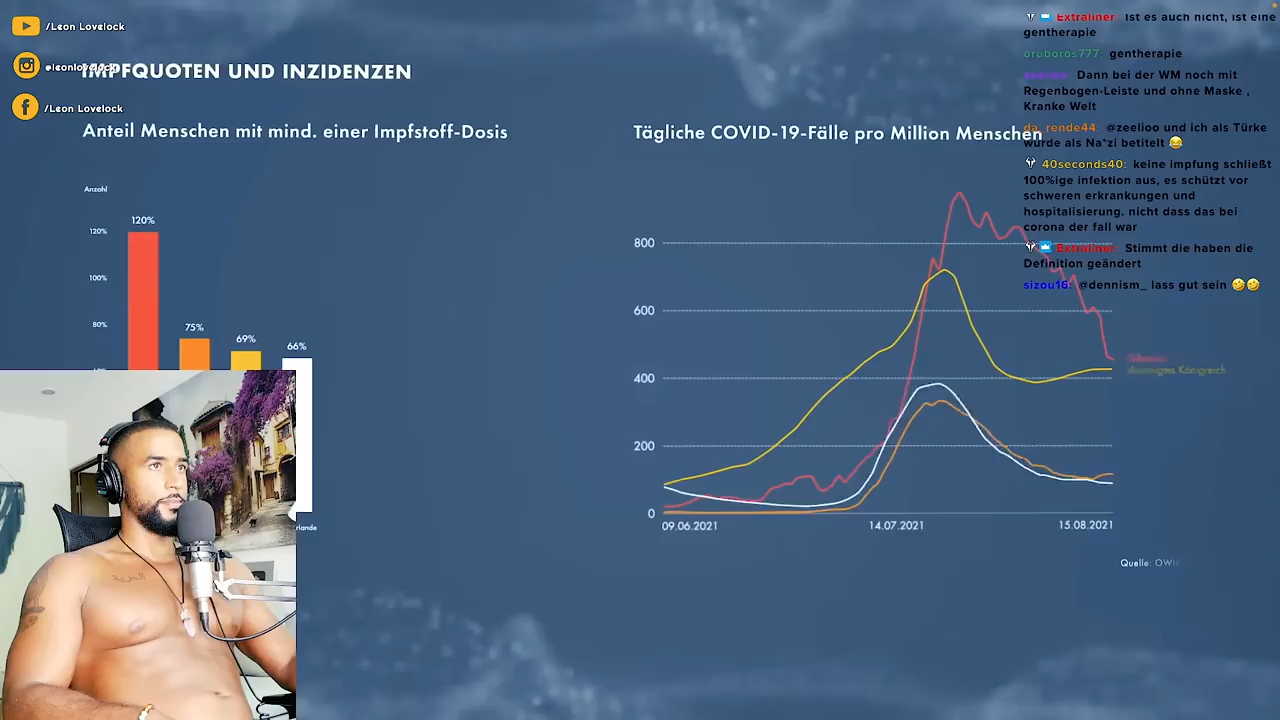 /Leon Lovelock
/Leon Lovelock
IMPFQUOTEN UND INZIDENZEN
Anteil Menschen mit mind. einer Impfstoff-Dosis
Anzahl
120%
100%
80%
120%
75%
69%
66%
Tägliche COVID-19-Fälle pro Million Menschen
800
600
400
200
0
09.06.2021
14.07.2021
15.08.2021
Königreich
Quelle:
Extraliner Ist es auch nicht, ist eine
gentherapie
oruboros777: gentherapie
Dann bei der WM noch mit
Regenbogen-Leiste und ohne Maske ,
Kranke Welt
da_rende44: @zeelioo und ich als Türke
wurde als Na*zi betitelt 😂
40seconds40: keine impfung schließt
100%ige infektion aus, es schützt vor
schweren erkrankungen und
hospitalisierung. nicht dass das bei
corona der fall war
Extraliner Stimmt die haben die
Definition geändert
sizou16: @dennism_ lass gut sein 🤣🤣